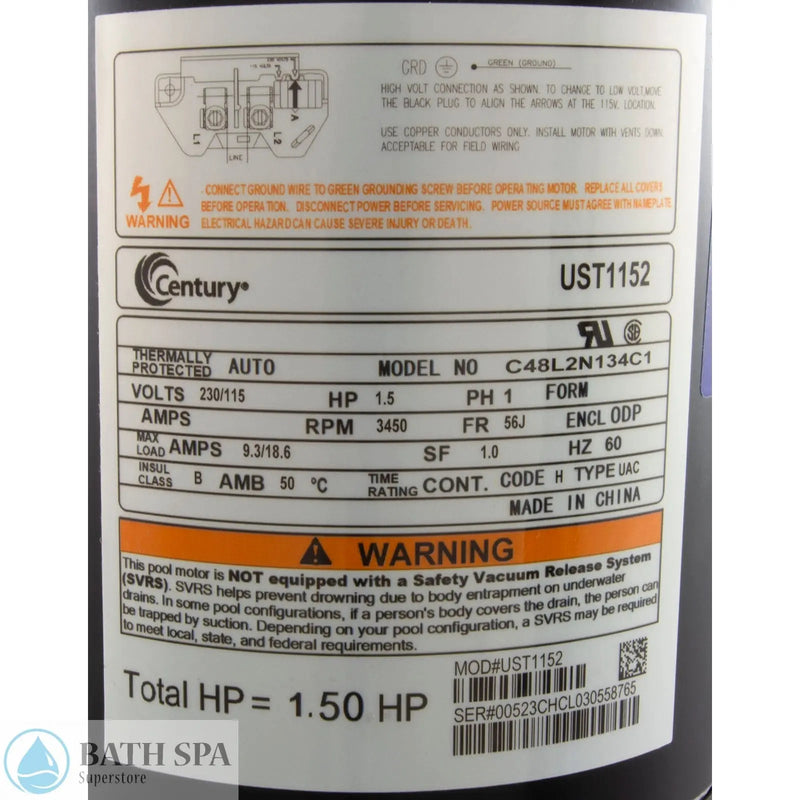 230 VOLTS
115 VOLTS
A
L1
L2
LINE
GRD GREEN (GROUND)
HIGH VOLT CONNECTION AS SHOWN. TO CHANGE TO LOW VOLT,MOVE
THE BLACK PLUG TO ALIGN THE ARROWS AT THE 115V. LOCATION.
USE COPPER CONDUCTORS ONLY. INSTALL MOTOR WITH VENTS DOWN.
ACCEPTABLE FOR FIELD WIRING
WARNING
CONNECT GROUND WIRE TO GREEN GROUNDING SCREW BEFORE OPERATING MOTOR. REPLACE ALL COVERS
BEFORE OPERATION. DISCONNECT POWER BEFORE SERVICING. POWER SOURCE MUST AGREE WITH NAMEPLATE.
ELECTRICAL HAZARD CAN CAUSE SEVERE INJURY OR DEATH.
Century®
UST1152
THERMALLY PROTECTED AUTO MODEL NO C48L2N134C1
VOLTS 230/115 HP 1.5 PH 1 FORM
AMPS RPM 3450 FR 56J ENCL ODP
MAX LOAD AMPS 9.3/18.6 SF 1.0 HZ 60
INSUL CLASS B AMB 50 °C TIME RATING CONT. CODE H TYPE UAC
MADE IN CHINA
WARNING
This pool motor is NOT equipped with a Safety Vacuum Release System
(SVRS). SVRS helps prevent drowning due to body entrapment on underwater
drains. In some pool configurations, if a person's body covers the drain, the person can
be trapped by suction. Depending on your pool configuration, a SVRS may be required
to meet local, state, and federal requirements.
Total HP = 1.50 HP
MOD#UST1152
SER#00523CHCL030558765
BATH SPA
Superstore